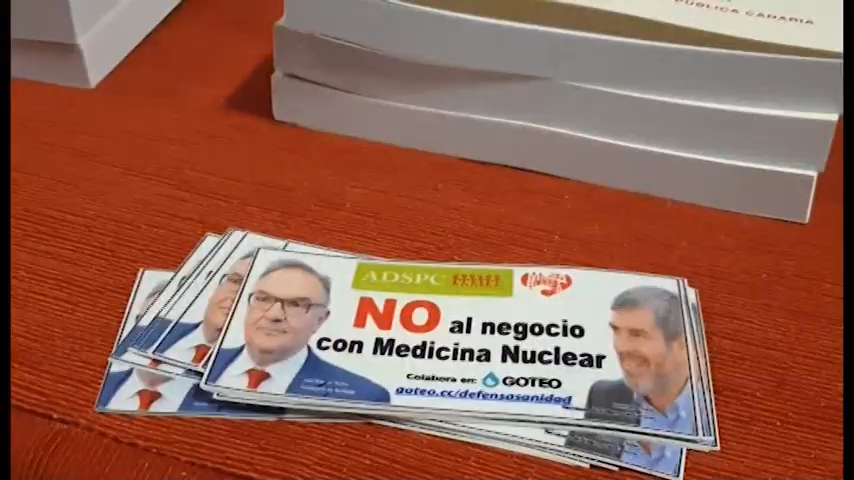 PÚBLICA CANARIA
ADSPC
NO al negocio
con Medicina Nuclear
Colabora en: GOTEO
goteo.cc/defensasanidad